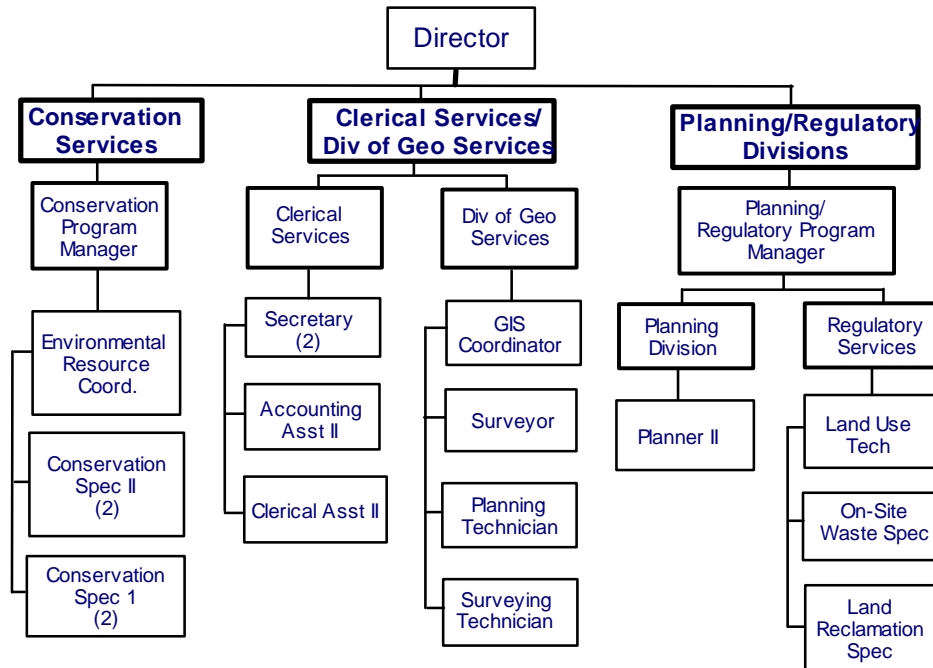 Director
Conservation
Services
Clerical Services/
Div of Geo Services
Planning/Regulatory
Divisions
Conservation
Program
Manager
Clerical
Services
Div of Geo
Services
Planning/
Regulatory Program
Manager
Environmental
Resource
Coord.
Secretary
(2)
GIS
Coordinator
Planning
Division
Regulatory
Services
Accounting
Asst II
Surveyor
Planner II
Land Use
Tech
Conservation
Spec II
(2)
Clerical Asst II
Planning
Technician
On-Site
Waste Spec
Conservation
Spec 1
(2)
Surveying
Technician
Land
Reclamation
Spec